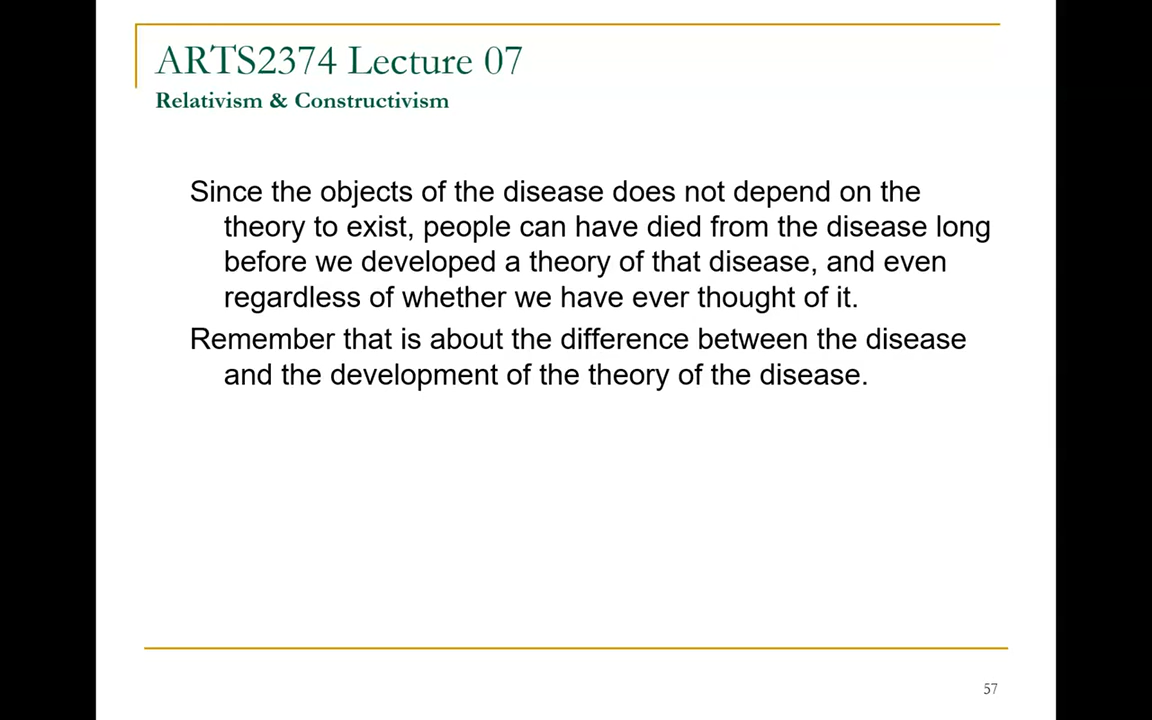 ARTS2374 Lecture 07
Relativism & Constructivism
Since the objects of the disease does not depend on the
theory to exist, people can have died from the disease long
before we developed a theory of that disease, and even
regardless of whether we have ever thought of it.
Remember that is about the difference between the disease
and the development of the theory of the disease.
57